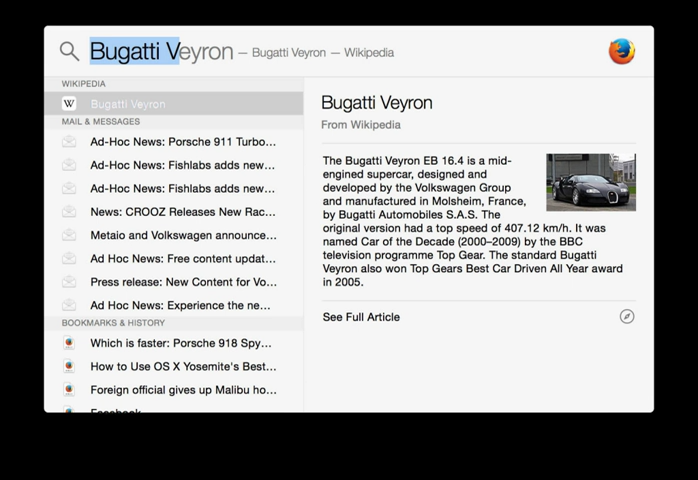 Bugatti Veyron — Bugatti Veyron — Wikipedia
WIKIPEDIA
W Bugatti Veyron
MAIL & MESSAGES
Ad-Hoc News: Porsche 911 Turbo...
Ad-Hoc News: Fishlabs adds new...
Ad-Hoc News: Fishlabs adds new...
News: CROOZ Releases New Rac...
Metaio and Volkswagen announce...
Ad Hoc News: Free content updat...
Press release: New Content for Vo...
Ad Hoc News: Experience the ne...
BOOKMARKS & HISTORY
Which is faster: Porsche 918 Spy...
How to Use OS X Yosemite's Best...
Foreign official gives up Malibu ho...
Facebook
Bugatti Veyron
From Wikipedia
The Bugatti Veyron EB 16.4 is a mid-
engined supercar, designed and
developed by the Volkswagen Group
and manufactured in Molsheim, France,
by Bugatti Automobiles S.A.S. The
original version had a top speed of 407.12 km/h. It was
named Car of the Decade (2000–2009) by the BBC
television programme Top Gear. The standard Bugatti
Veyron also won Top Gears Best Car Driven All Year award
in 2005.
See Full Article